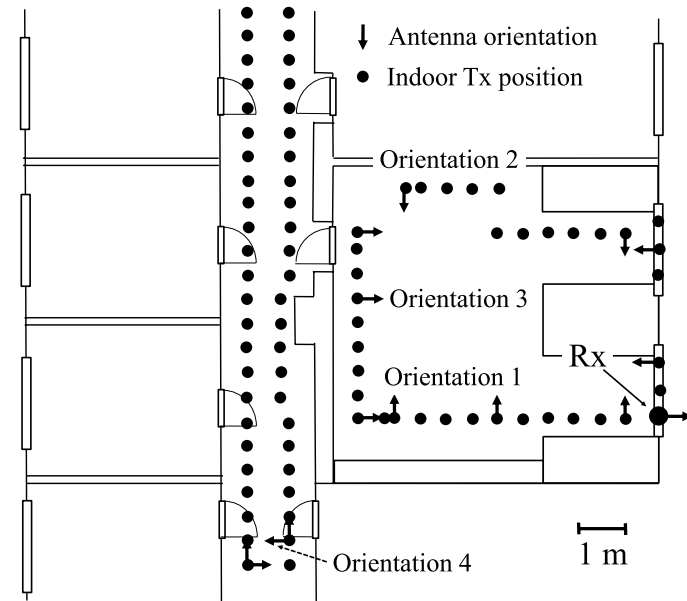 Antenna orientation
Indoor Tx position
Orientation 2
Orientation 3
Rx
Orientation 1
Orientation 4
1 m